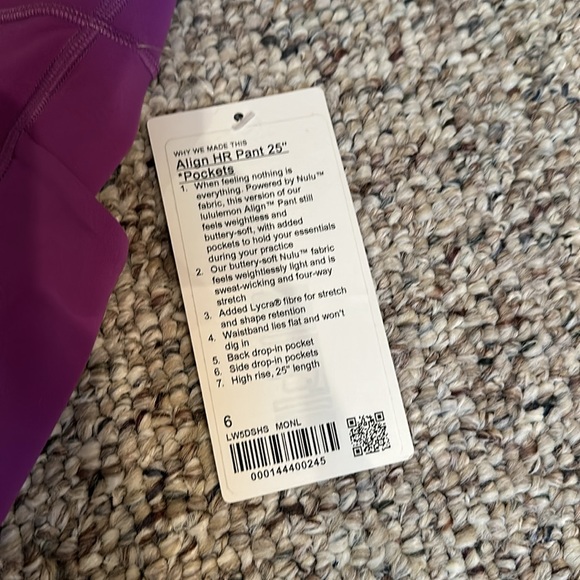 WHY WE MADE THIS
Align HR Pant 25"
*Pockets
1. When feeling nothing is
everything. Powered by Nulu™
fabric, this version of our
lululemon Align™ Pant still
feels weightless and
buttery-soft, with added
pockets to hold your essentials
during your practice
2. Our buttery-soft Nulu™ fabric
feels weightlessly light and is
sweat-wicking and four-way
stretch
3. Added Lycra® fibre for stretch
and shape retention
4. Waistband lies flat and won't
dig in
5. Back drop-in pocket
6. Side drop-in pockets
7. High rise, 25" length
6
LW5DSHS MONL
000144400245